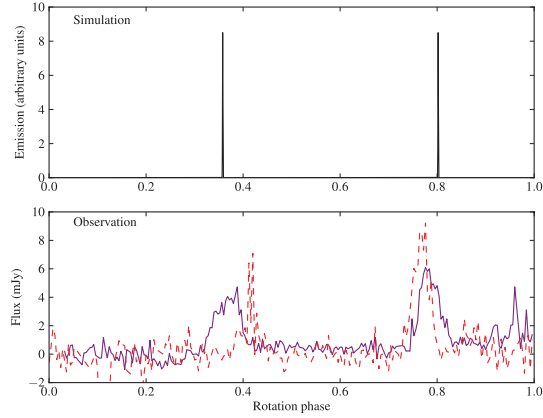 10
Simulation
8
6
4
2
0
Emission (arbitrary units)
0.0 0.2 0.4 0.6 0.8 1.0
10
Observation
8
6
4
2
0
−2
Flux (mJy)
0.0 0.2 0.4 0.6 0.8 1.0
Rotation phase